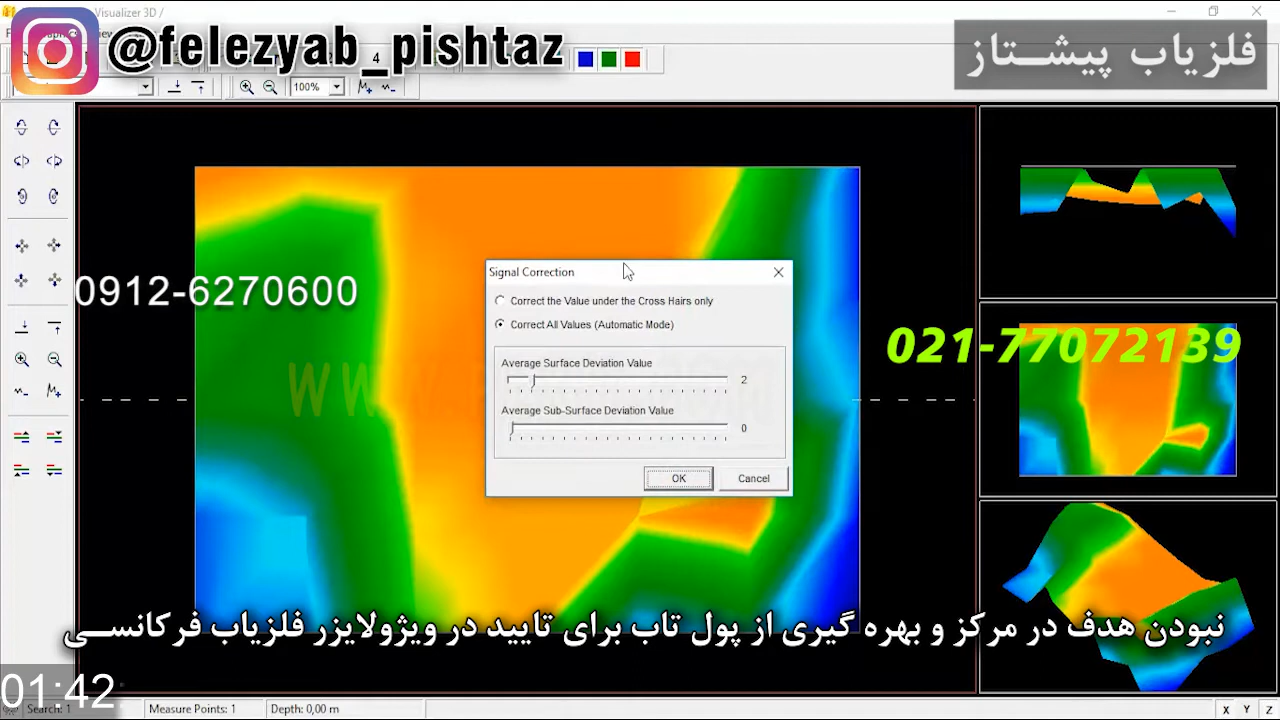 Visualizer 3D /
@felezyab_pishtaz
فلزیاب پیشـتـاز
4
100%
0912-6270600
021-77072139
Signal Correction
Correct the Value under the Cross Hairs only
Correct All Values (Automatic Mode)
Average Surface Deviation Value
2
Average Sub-Surface Deviation Value
0
OK
Cancel
نبودن هدف در مرکز و بهره گیری از پول تاب برای تایید در ویژولایزر فلزیاب فرکانسـی
01:42
Search: 1
Measure Points: 1
Depth: 0,00 m
X Y Z